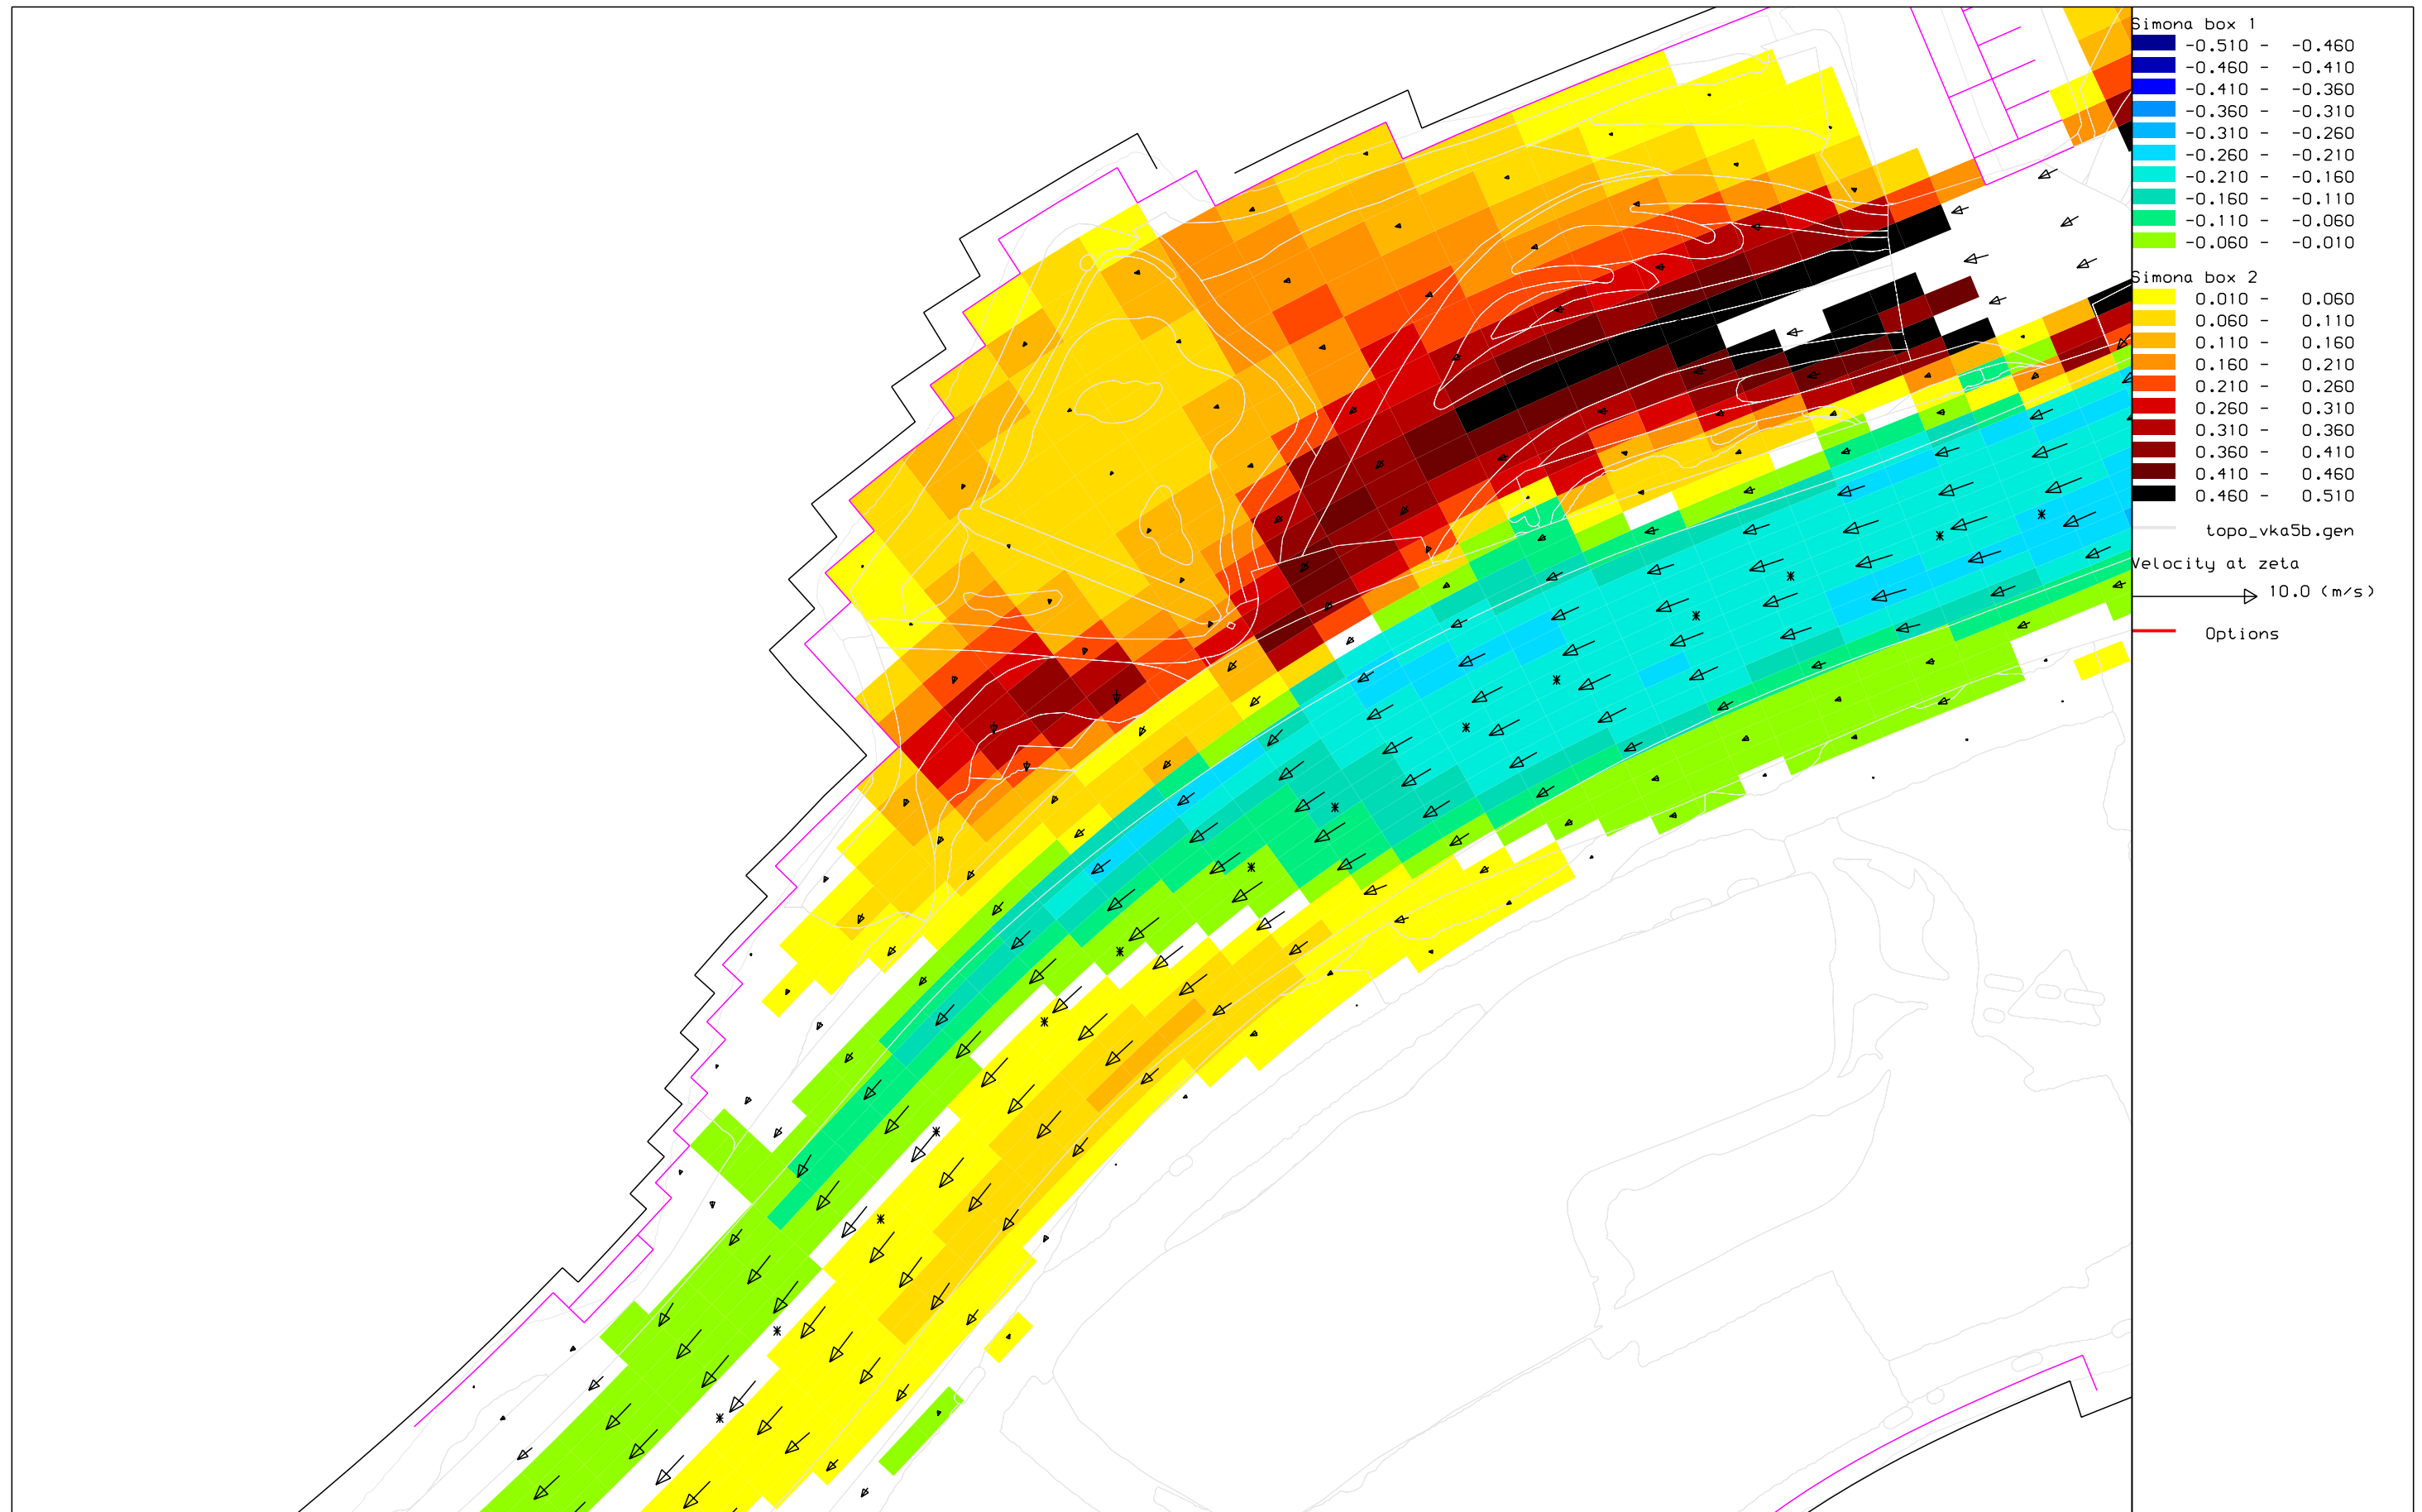 Simona box 1
-0.510 - -0.460
-0.460 - -0.410
-0.410 - -0.360
-0.360 - -0.310
-0.310 - -0.260
-0.260 - -0.210
-0.210 - -0.160
-0.160 - -0.110
-0.110 - -0.060
-0.060 - -0.010
Simona box 2
0.010 - 0.060
0.060 - 0.110
0.110 - 0.160
0.160 - 0.210
0.210 - 0.260
0.260 - 0.310
0.310 - 0.360
0.360 - 0.410
0.410 - 0.460
0.460 - 0.510
topo_vka5b.gen
Velocity at zeta
10.0 (m/s)
Options